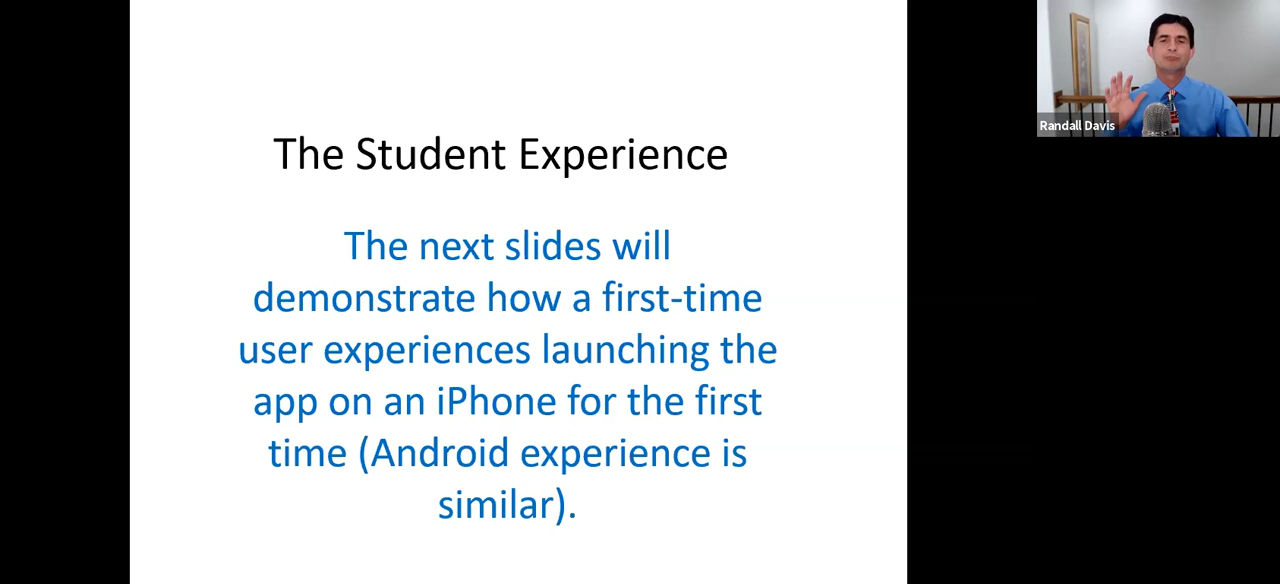 The Student Experience
The next slides will
demonstrate how a first-time
user experiences launching the
app on an iPhone for the first
time (Android experience is
similar).
Randall Davis